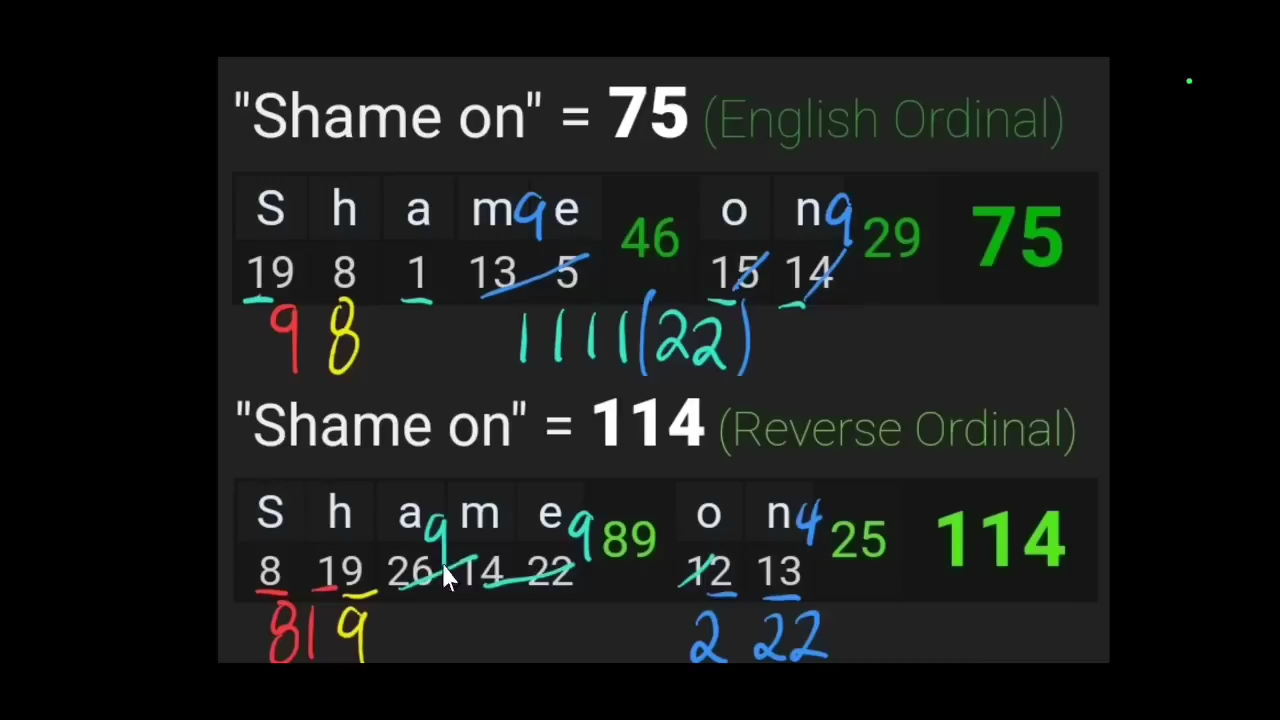 "Shame on" = 75 (English Ordinal)
S h a m 9 e 46 o n 9 29 75
19 8 1 13 5 15 14
9 8 1111(22)
"Shame on" = 114 (Reverse Ordinal)
S h a 9 m e 9 89 o n 4 25 114
8 19 26 14 22 12 13
81 9 2 22